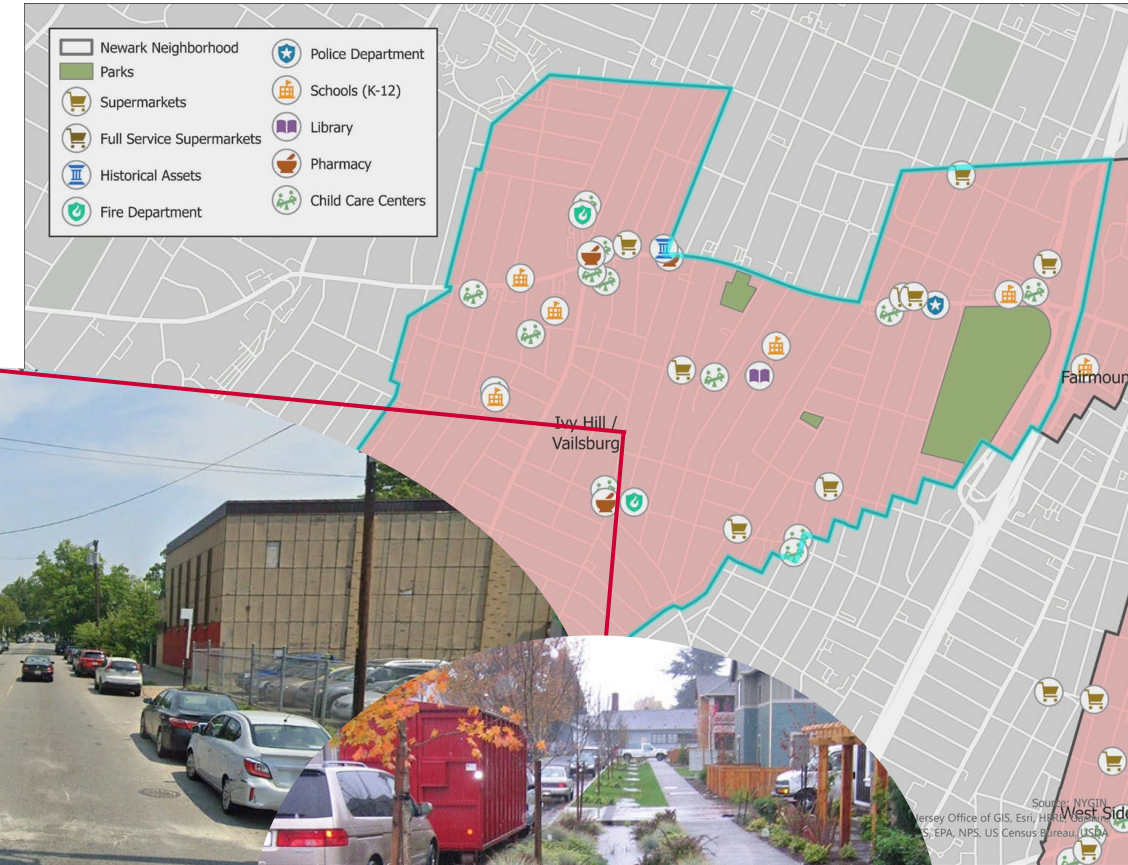 Newark Neighborhood
Parks
Supermarkets
Full Service Supermarkets
Historical Assets
Fire Department
Police Department
Schools (K-12)
Library
Pharmacy
Child Care Centers
Fairmoun
Ivy Hill /
Vailsburg
Source: NYGIN,
Jersey Office of GIS, Esri, HERE,
West Side
S, EPA, NPS, US Census Bureau, USDA